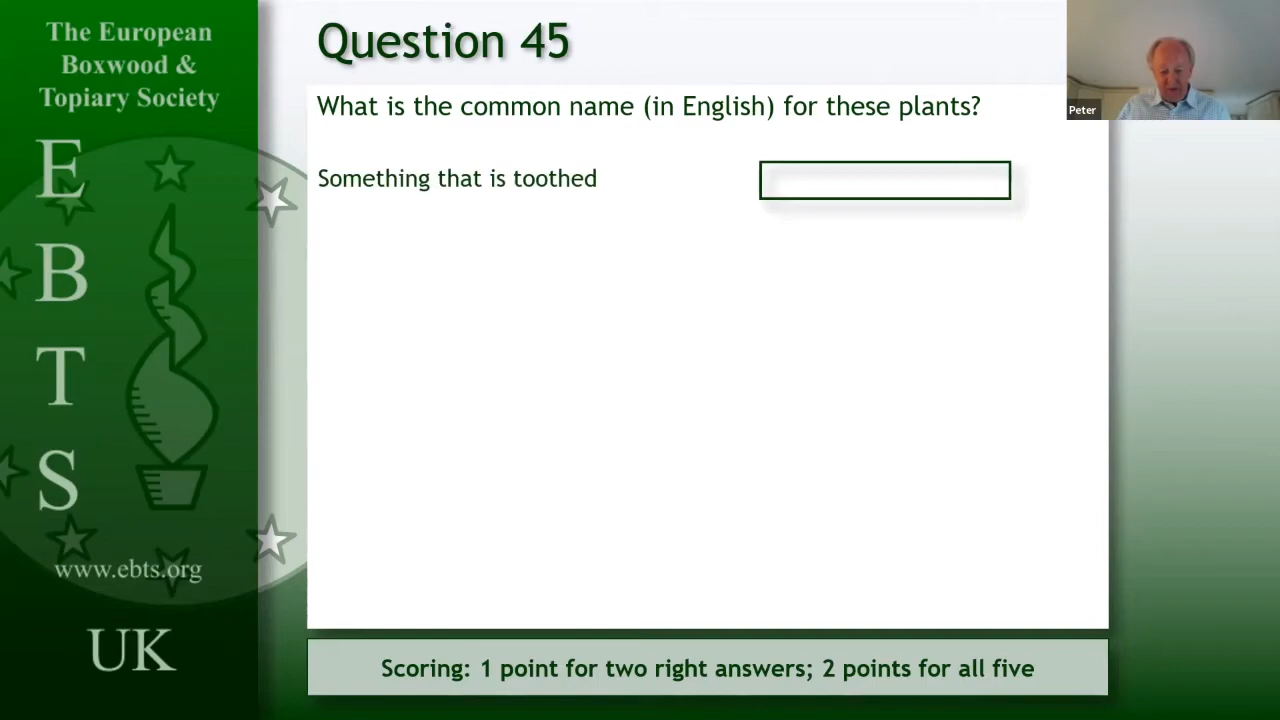 The European
Boxwood &
Topiary Society
E
B
T
S
www.ebts.org
UK
Question 45
What is the common name (in English) for these plants?
Something that is toothed
Scoring: 1 point for two right answers; 2 points for all five
Peter